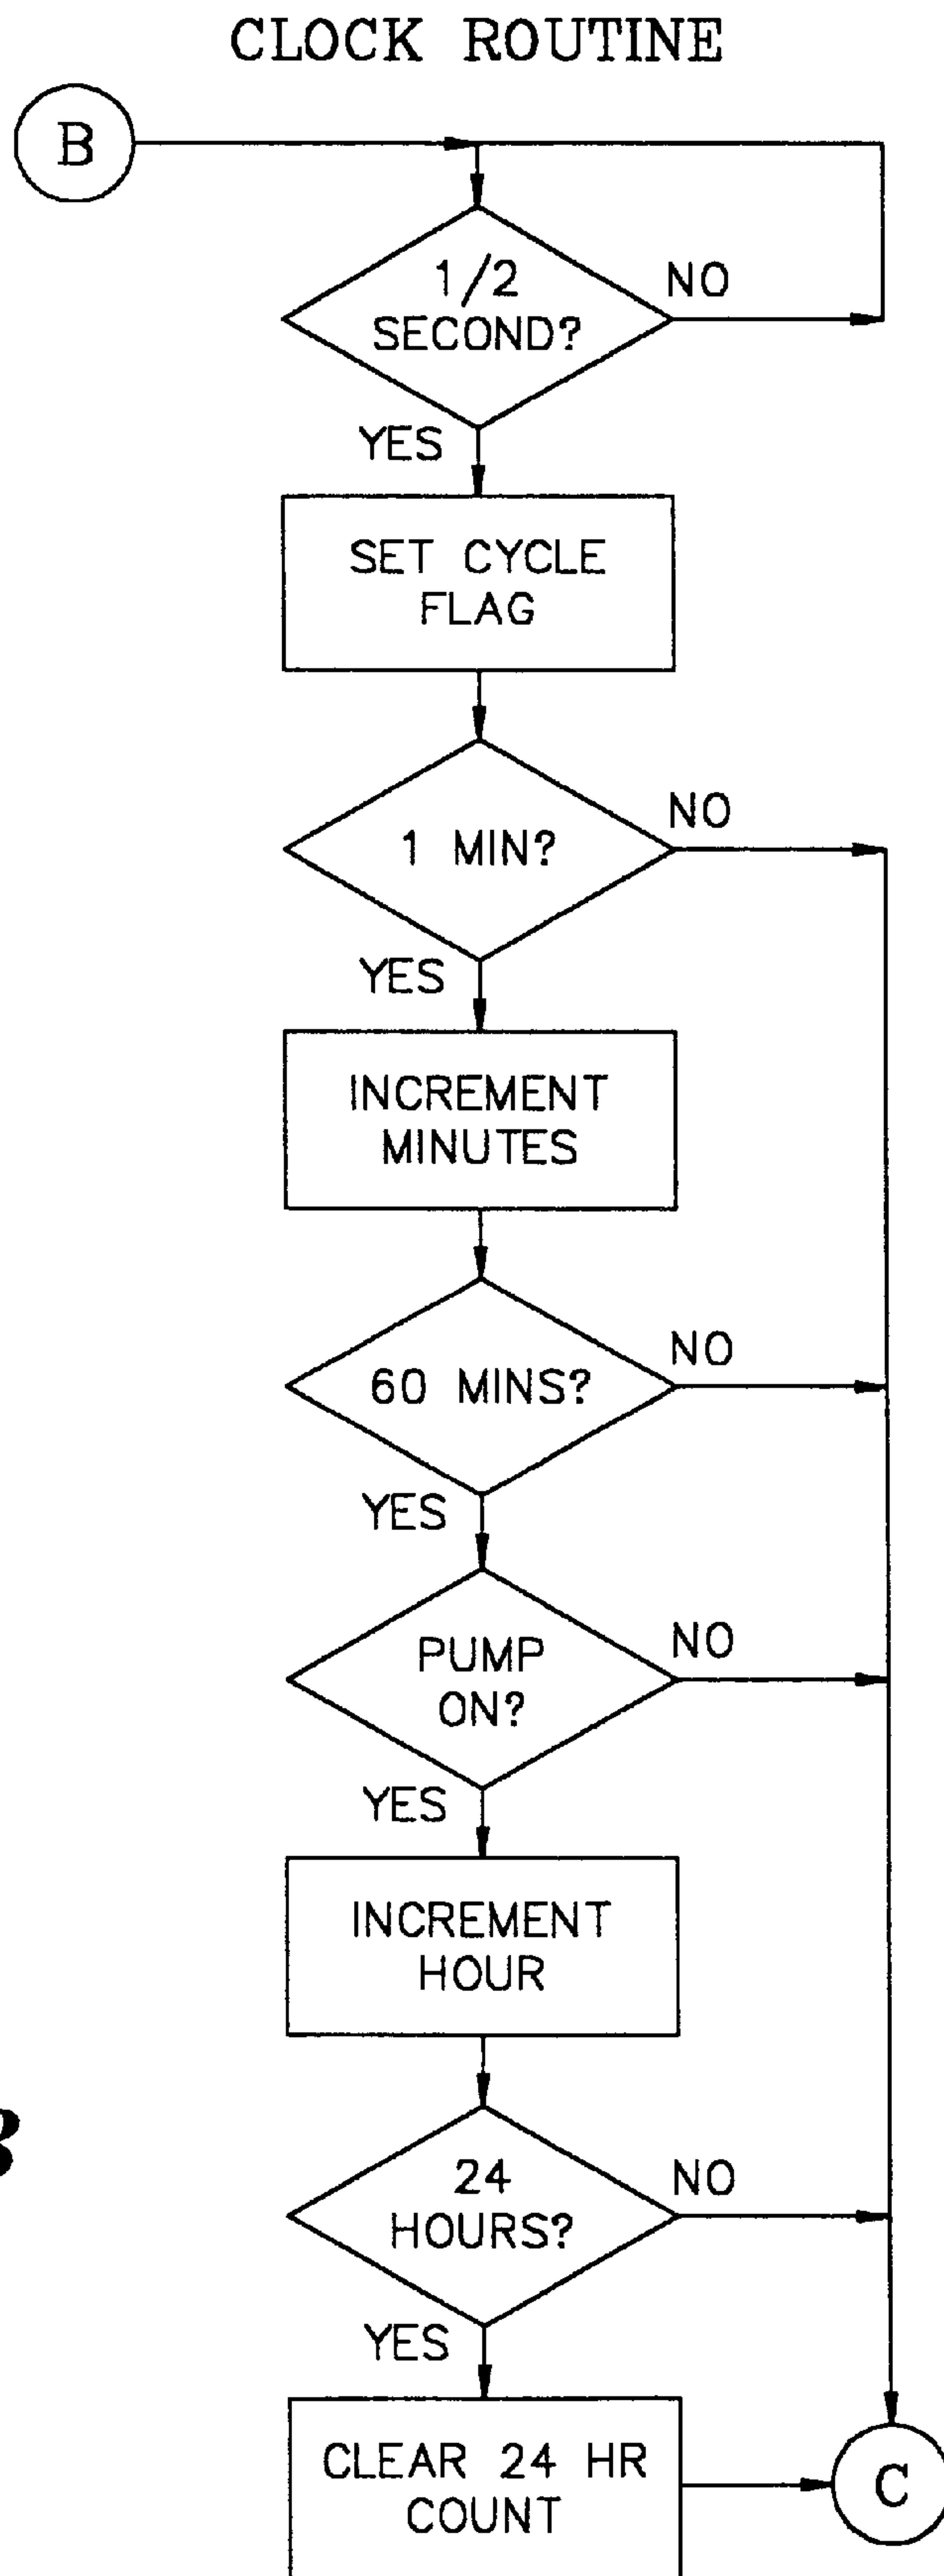 CLOCK ROUTINE
B
1/2
SECOND?
NO
YES
SET CYCLE
FLAG
1 MIN?
NO
YES
INCREMENT
MINUTES
60 MINS?
NO
YES
PUMP
ON?
NO
YES
INCREMENT
HOUR
24
HOURS?
NO
YES
CLEAR 24 HR
COUNT
C